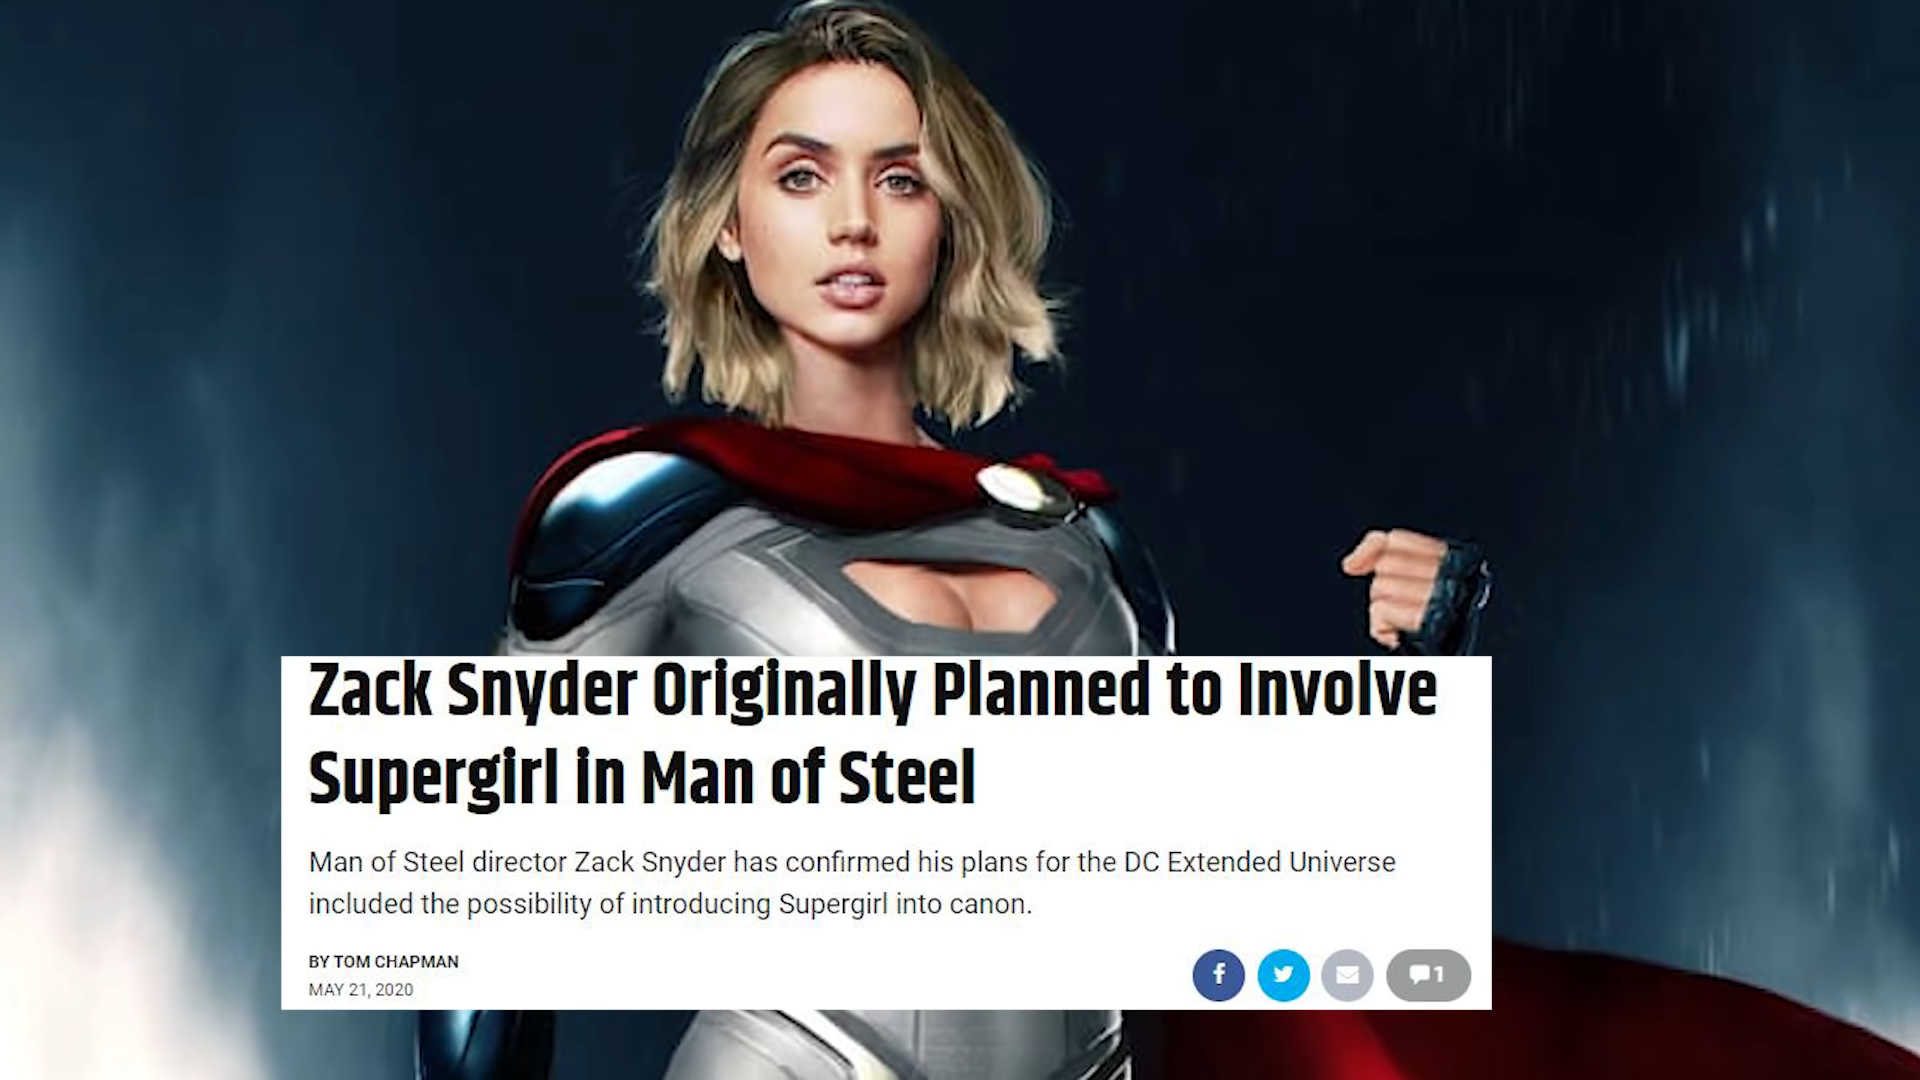 Zack Snyder Originally Planned to Involve
Supergirl in Man of Steel
Man of Steel director Zack Snyder has confirmed his plans for the DC Extended Universe
included the possibility of introducing Supergirl into canon.
BY TOM CHAPMAN
MAY 21, 2020
1